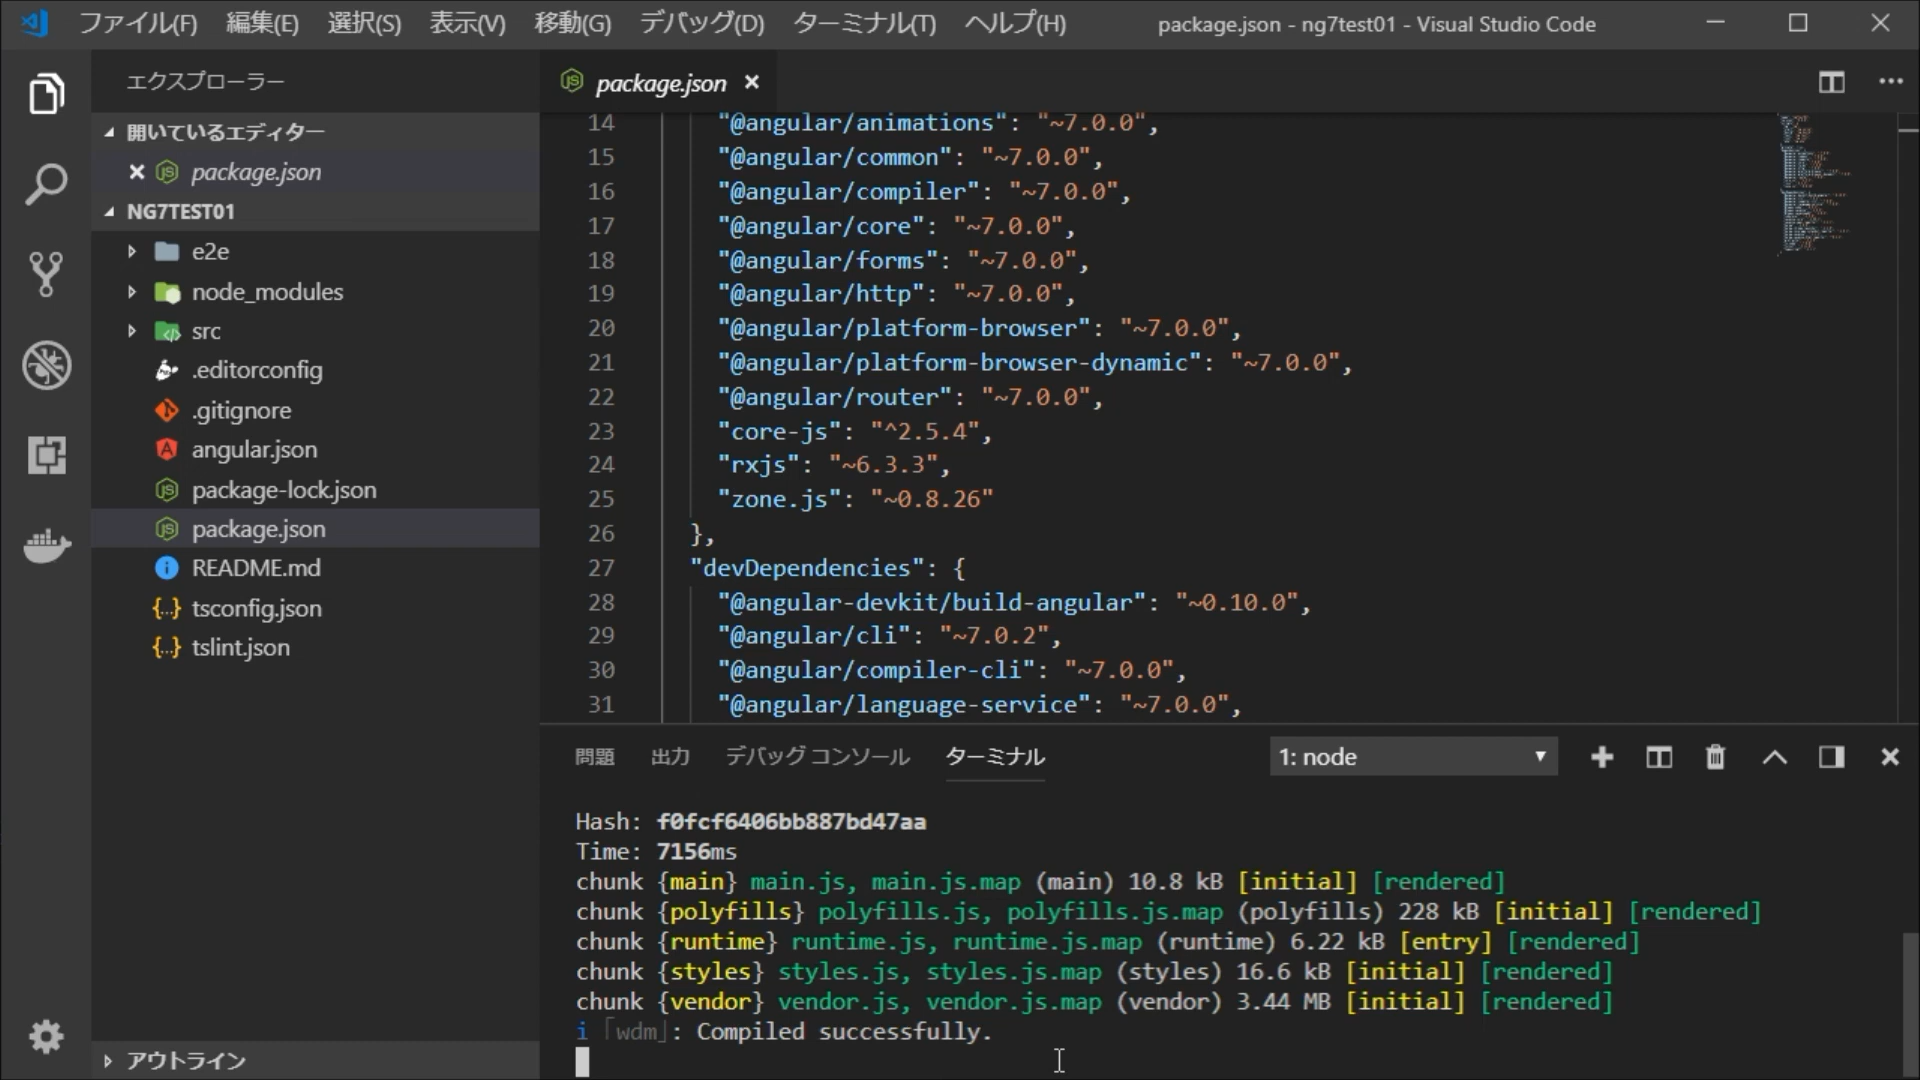 ファイル(F) 編集(E) 選択(S) 表示(V) 移動(G) デバッグ(D) ターミナル(T) ヘルプ(H) package.json - ng7test01 - Visual Studio Code
エクスプローラー
開いているエディター
package.json
NG7TEST01
e2e
node_modules
src
.editorconfig
.gitignore
angular.json
package-lock.json
package.json
README.md
tsconfig.json
tslint.json
アウトライン
package.json
14 "@angular/animations": "~7.0.0",
15 "@angular/common": "~7.0.0",
16 "@angular/compiler": "~7.0.0",
17 "@angular/core": "~7.0.0",
18 "@angular/forms": "~7.0.0",
19 "@angular/http": "~7.0.0",
20 "@angular/platform-browser": "~7.0.0",
21 "@angular/platform-browser-dynamic": "~7.0.0",
22 "@angular/router": "~7.0.0",
23 "core-js": "^2.5.4",
24 "rxjs": "~6.3.3",
25 "zone.js": "~0.8.26"
26 },
27 "devDependencies": {
28 "@angular-devkit/build-angular": "~0.10.0",
29 "@angular/cli": "~7.0.2",
30 "@angular/compiler-cli": "~7.0.0",
31 "@angular/language-service": "~7.0.0",
問題 出力 デバッグ コンソール ターミナル 1: node
Hash: f0fcf6406bb887bd47aa
Time: 7156ms
chunk {main} main.js, main.js.map (main) 10.8 kB [initial] [rendered]
chunk {polyfills} polyfills.js, polyfills.js.map (polyfills) 228 kB [initial] [rendered]
chunk {runtime} runtime.js, runtime.js.map (runtime) 6.22 kB [entry] [rendered]
chunk {styles} styles.js, styles.js.map (styles) 16.6 kB [initial] [rendered]
chunk {vendor} vendor.js, vendor.js.map (vendor) 3.44 MB [initial] [rendered]
i ｢wdm｣: Compiled successfully.